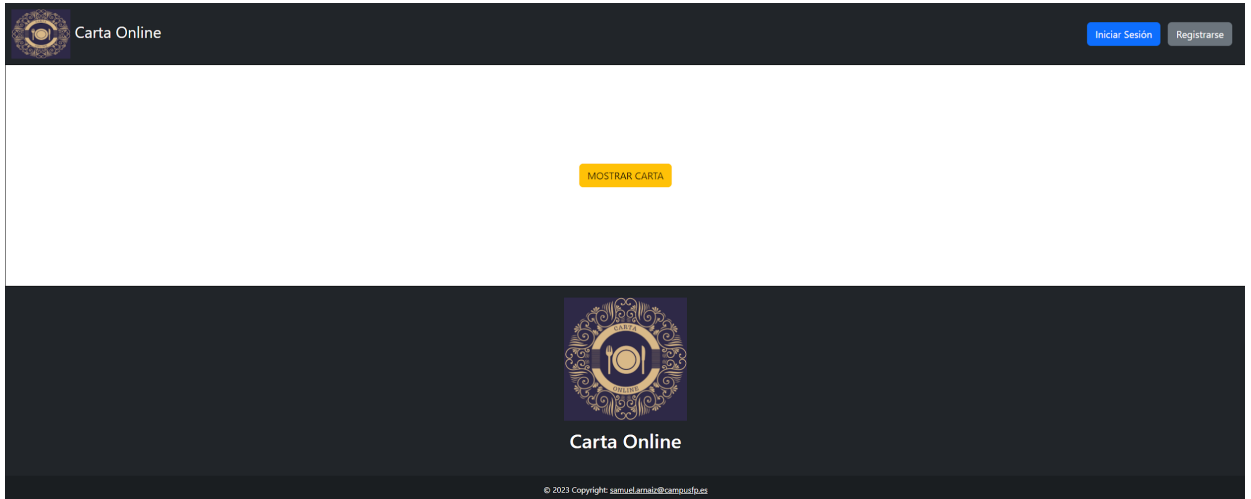 Carta Online
Iniciar Sesión
Registrarse
MOSTRAR CARTA
CARTA
ONLINE
Carta Online
© 2023 Copyright: samuel.arnaiz@campusfp.es